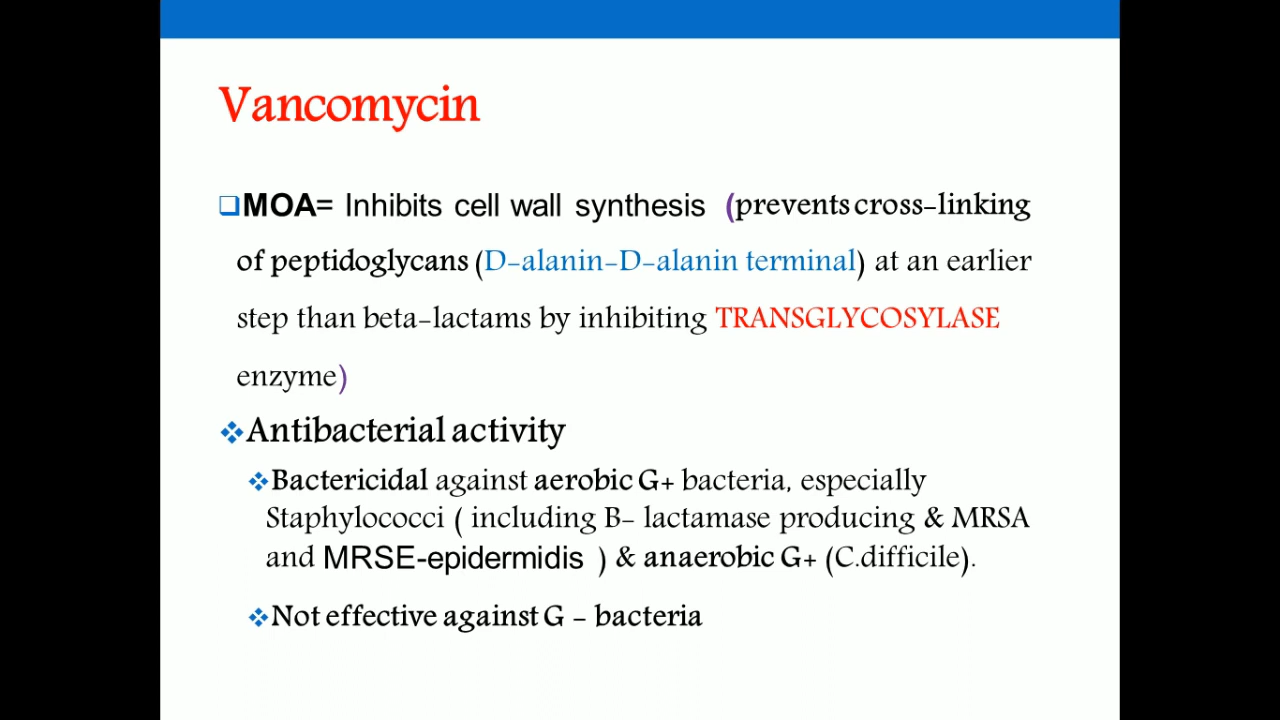 Vancomycin
MOA= Inhibits cell wall synthesis (prevents cross-linking
of peptidoglycans (D-alanin-D-alanin terminal) at an earlier
step than beta-lactams by inhibiting TRANSGLYCOSYLASE
enzyme)
Antibacterial activity
Bactericidal against aerobic G+ bacteria, especially
Staphylococci ( including B- lactamase producing & MRSA
and MRSE-epidermidis ) & anaerobic G+ (C.difficile).
Not effective against G - bacteria